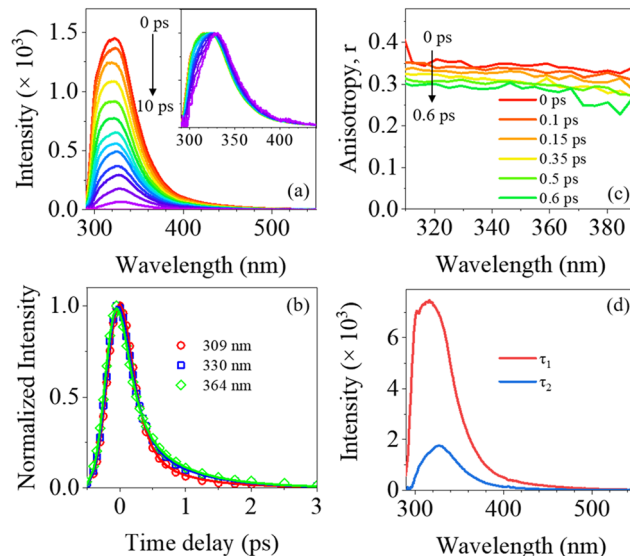 0 ps
10 ps
1.5
1.0
0.5
0.0
Intensity (× 10³)
300 350 400
(a)
300 400 500
Wavelength (nm)
0.4
0.3
0.2
0.1
0.0
Anisotropy, r
0 ps
0.6 ps
0 ps
0.1 ps
0.15 ps
0.35 ps
0.5 ps
0.6 ps
(c)
320 340 360 380
Wavelength (nm)
1.0
0.5
0.0
Normalized Intensity
(b)
309 nm
330 nm
364 nm
0 1 2 3
Time delay (ps)
6
3
0
Intensity (× 10³)
(d)
τ₁
τ₂
300 400 500
Wavelength (nm)